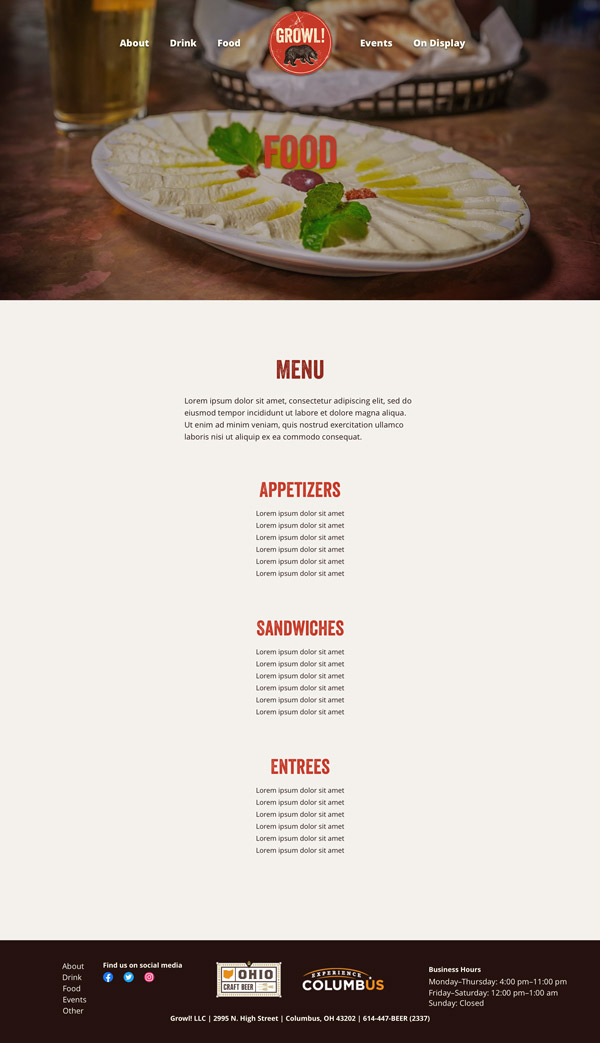 About
Drink
Food
GROWL!
Events
On Display
FOOD
MENU
Lorem ipsum dolor sit amet, consectetur adipiscing elit, sed do
eiusmod tempor incididunt ut labore et dolore magna aliqua.
Ut enim ad minim veniam, quis nostrud exercitation ullamco
laboris nisi ut aliquip ex ea commodo consequat.
APPETIZERS
Lorem ipsum dolor sit amet
Lorem ipsum dolor sit amet
Lorem ipsum dolor sit amet
Lorem ipsum dolor sit amet
Lorem ipsum dolor sit amet
Lorem ipsum dolor sit amet
SANDWICHES
Lorem ipsum dolor sit amet
Lorem ipsum dolor sit amet
Lorem ipsum dolor sit amet
Lorem ipsum dolor sit amet
Lorem ipsum dolor sit amet
Lorem ipsum dolor sit amet
ENTREES
Lorem ipsum dolor sit amet
Lorem ipsum dolor sit amet
Lorem ipsum dolor sit amet
Lorem ipsum dolor sit amet
Lorem ipsum dolor sit amet
Lorem ipsum dolor sit amet
About
Drink
Food
Events
Other
Find us on social media
OHIO
CRAFT BEER
EXPERIENCE
COLUMBUS
Business Hours
Monday–Thursday: 4:00 pm–11:00 pm
Friday–Saturday: 12:00 pm–1:00 am
Sunday: Closed
Growl! LLC | 2995 N. High Street | Columbus, OH 43202 | 614-447-BEER (2337)